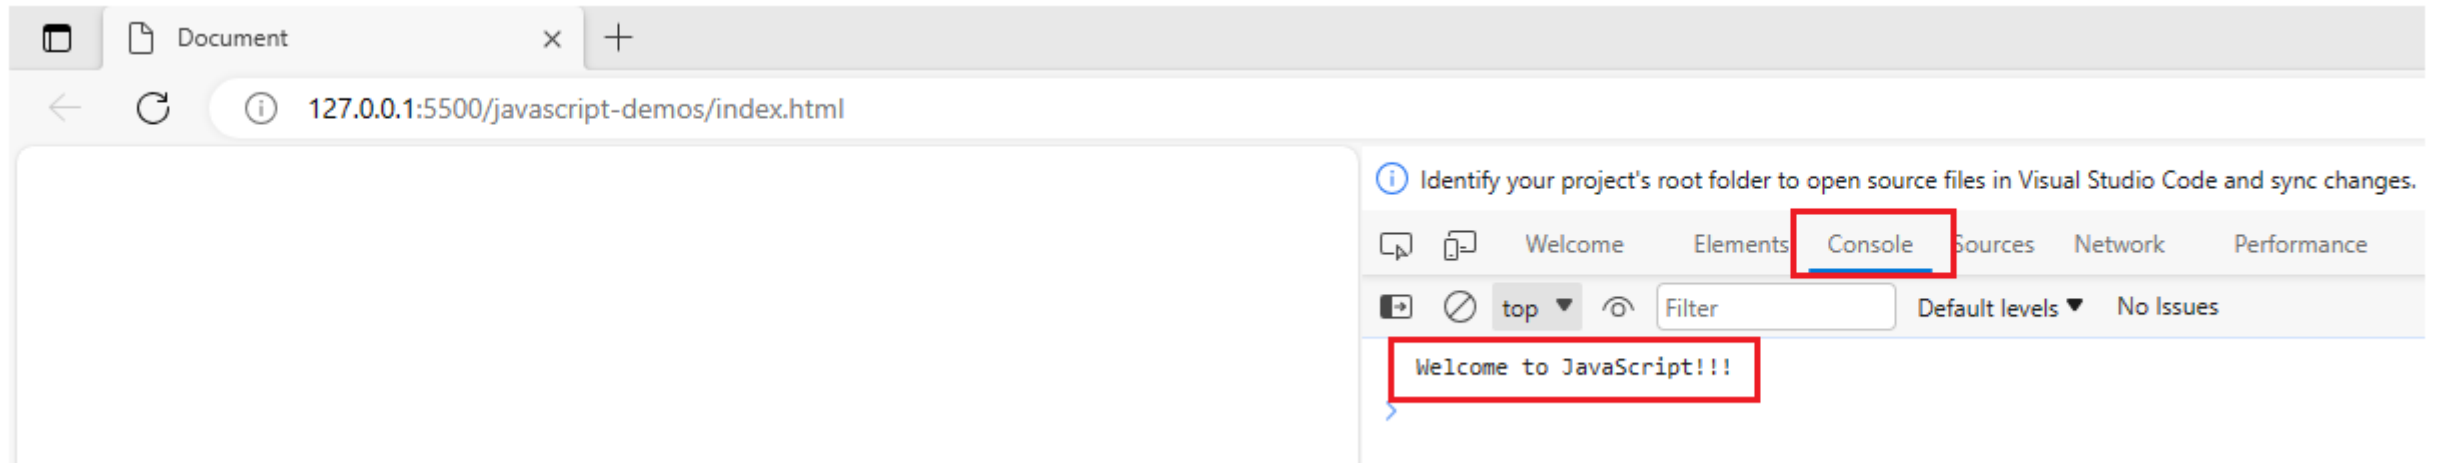 Document
127.0.0.1:5500/javascript-demos/index.html
Identify your project's root folder to open source files in Visual Studio Code and sync changes.
Welcome Elements Console Sources Network Performance
top Filter Default levels No Issues
Welcome to JavaScript!!!